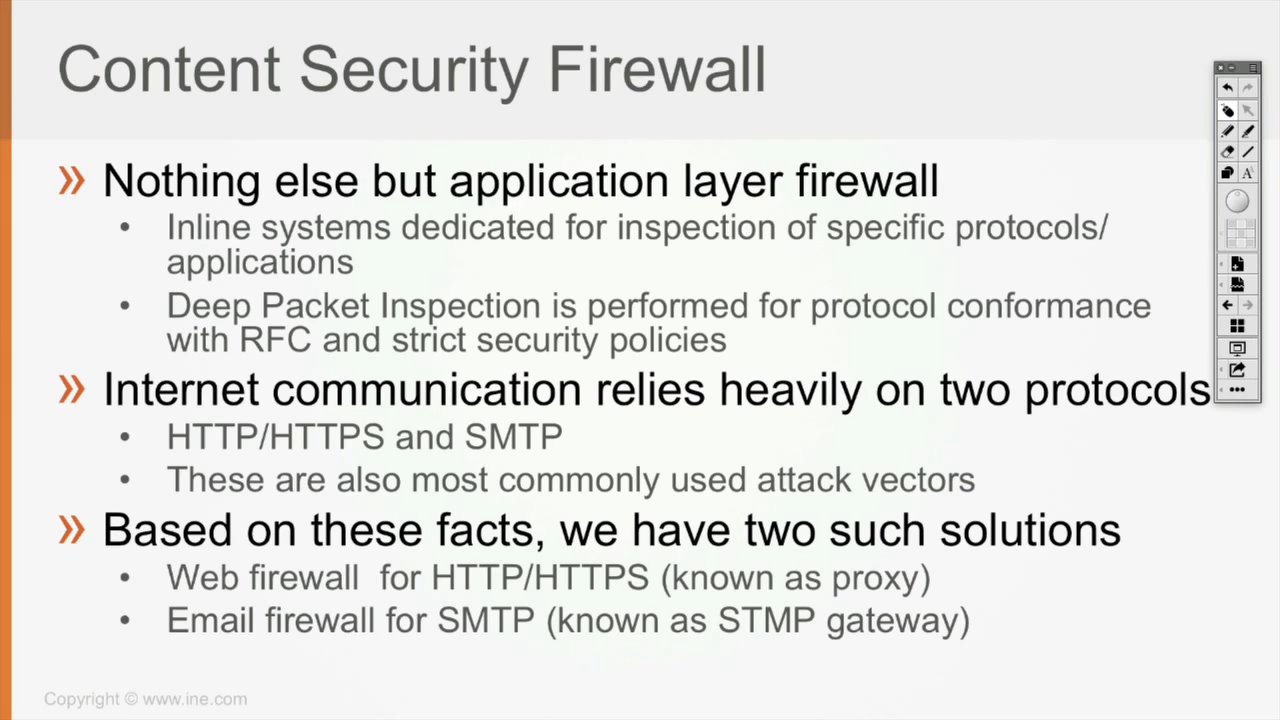 Content Security Firewall
» Nothing else but application layer firewall
• Inline systems dedicated for inspection of specific protocols/
applications
• Deep Packet Inspection is performed for protocol conformance
with RFC and strict security policies
» Internet communication relies heavily on two protocols
• HTTP/HTTPS and SMTP
• These are also most commonly used attack vectors
» Based on these facts, we have two such solutions
• Web firewall  for HTTP/HTTPS (known as proxy)
• Email firewall for SMTP (known as STMP gateway)
Copyright © www.ine.com
A